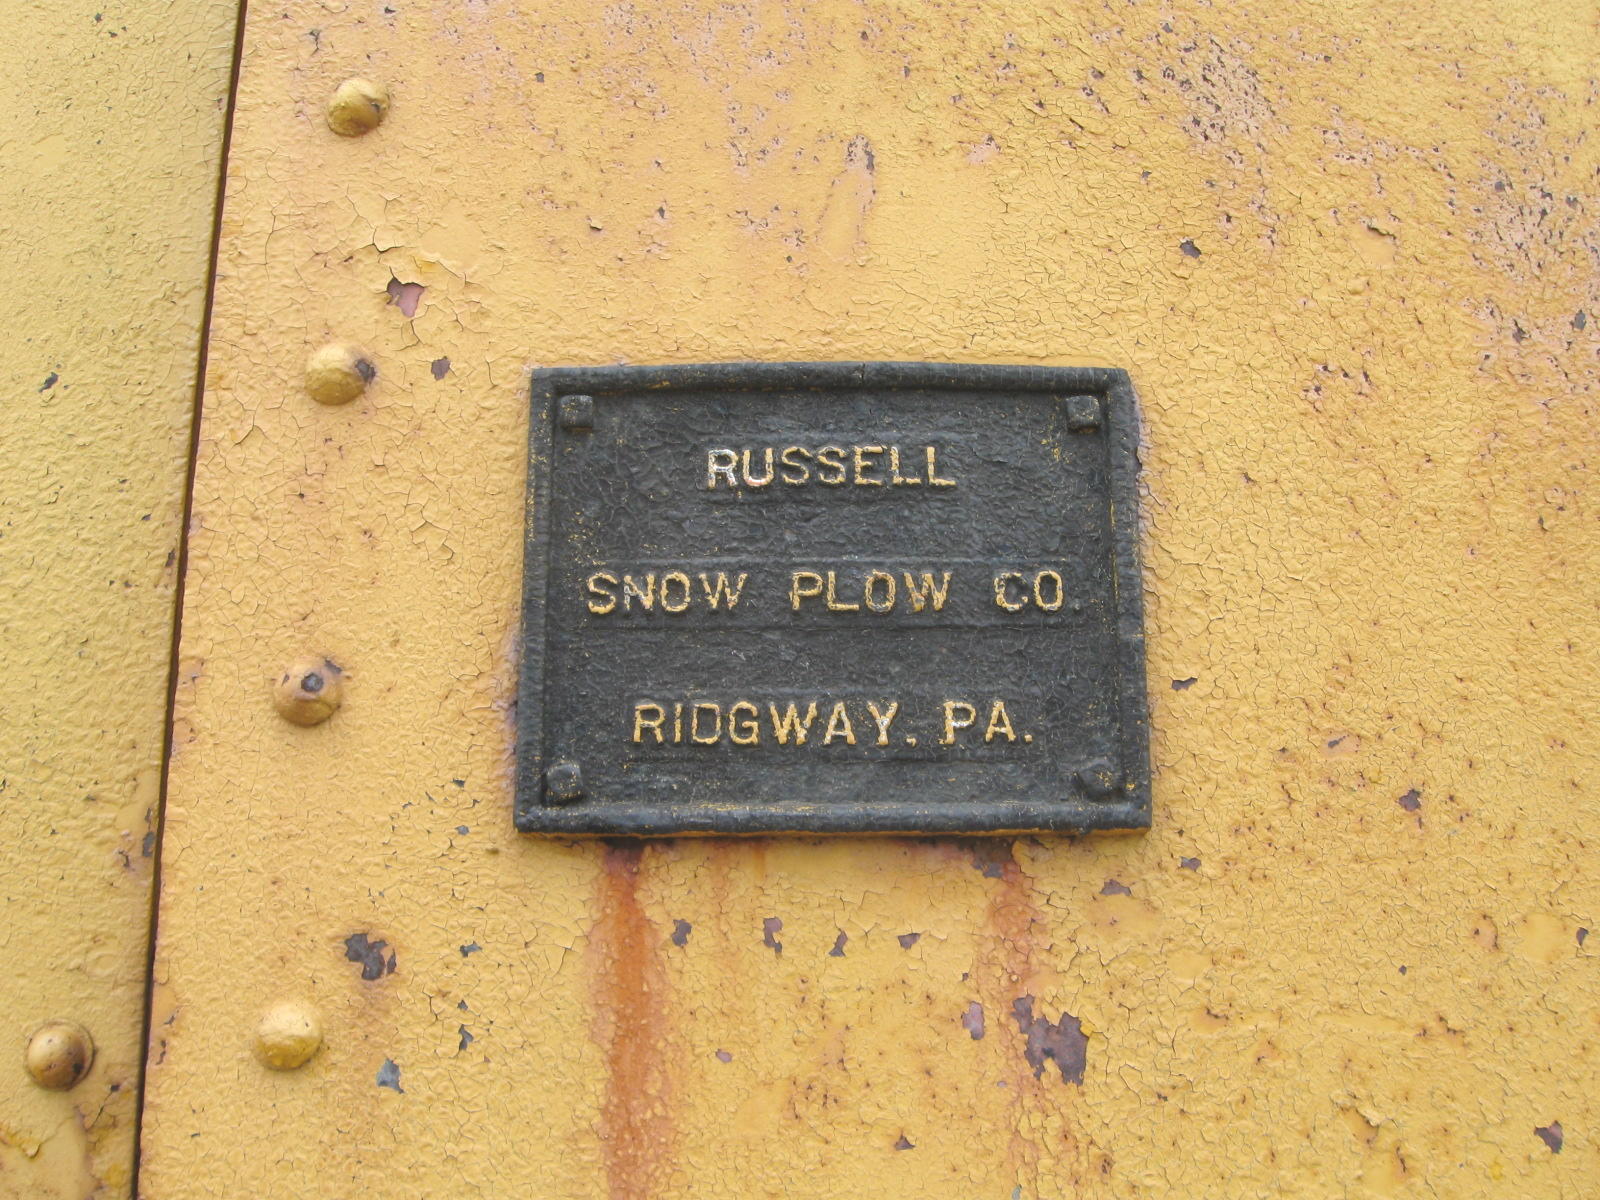 RUSSELL
SNOW PLOW CO.
RIDGWAY, PA.